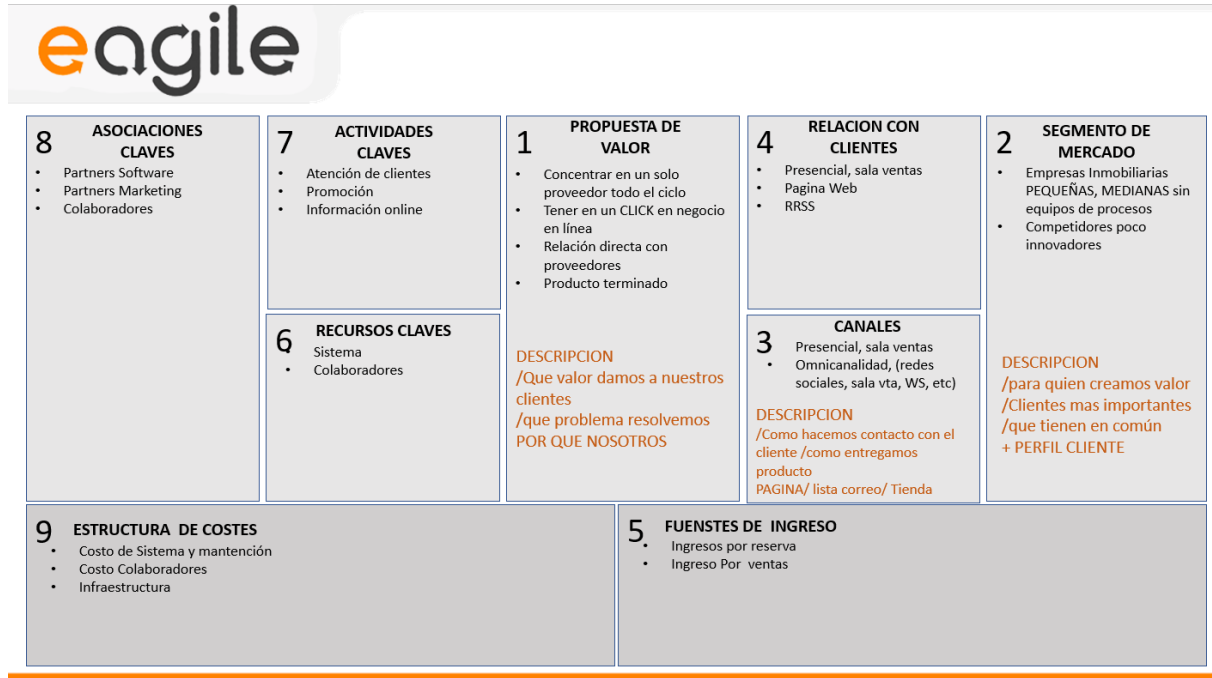 eagile
8
ASOCIACIONES
CLAVES
• Partners Software
• Partners Marketing
• Colaboradores
7
ACTIVIDADES
CLAVES
• Atención de clientes
• Promoción
• Información online
6
RECURSOS CLAVES
• Sistema
• Colaboradores
1
PROPUESTA DE
VALOR
• Concentrar en un solo
proveedor todo el ciclo
• Tener en un CLICK en negocio
en línea
• Relación directa con
proveedores
• Producto terminado
DESCRIPCION
/Que valor damos a nuestros
clientes
/que problema resolvemos
POR QUE NOSOTROS
4
RELACION CON
CLIENTES
• Presencial, sala ventas
• Pagina Web
• RRSS
3
CANALES
Presencial, sala ventas
• Omnicanalidad, (redes
sociales, sala vta, WS, etc)
DESCRIPCION
/Como hacemos contacto con el
cliente /como entregamos
producto
PAGINA/ lista correo/ Tienda
2
SEGMENTO DE
MERCADO
• Empresas Inmobiliarias
PEQUEÑAS, MEDIANAS sin
equipos de procesos
• Competidores poco
innovadores
DESCRIPCION
/para quien creamos valor
/Clientes mas importantes
/que tienen en común
+ PERFIL CLIENTE
9
ESTRUCTURA DE COSTES
• Costo de Sistema y mantención
• Costo Colaboradores
• Infraestructura
5
FUENSTES DE INGRESO
• Ingresos por reserva
• Ingreso Por ventas